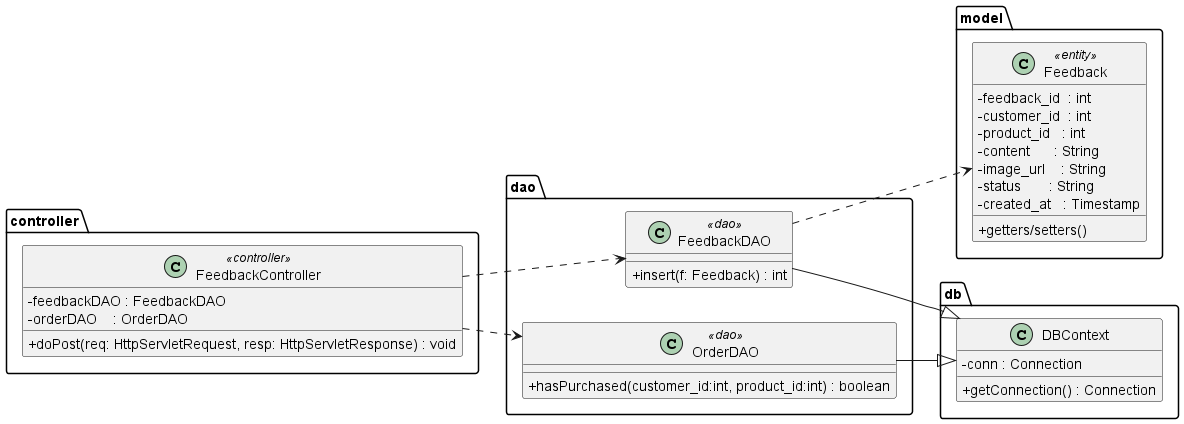 model
«entity»
C Feedback
-feedback_id : int
-customer_id : int
-product_id : int
-content : String
-image_url : String
-status : String
-created_at : Timestamp
+getters/setters()
controller
«controller»
C FeedbackController
-feedbackDAO : FeedbackDAO
-orderDAO : OrderDAO
+doPost(req: HttpServletRequest, resp: HttpServletResponse) : void
dao
«dao»
C FeedbackDAO
+insert(f: Feedback) : int
«dao»
C OrderDAO
+hasPurchased(customer_id:int, product_id:int) : boolean
db
C DBContext
-conn : Connection
+getConnection() : Connection